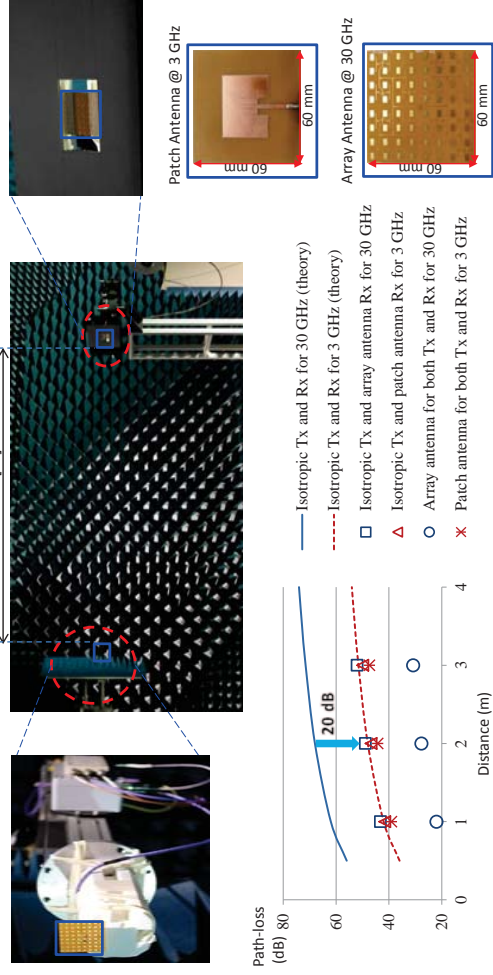 Patch Antenna @ 3 GHz
60 mm
60 mm
Array Antenna @ 30 GHz
60 mm
60 mm
Path-loss
(dB)
80
60
40
20
20 dB
0
1
2
3
4
Distance (m)
Isotropic Tx and Rx for 30 GHz (theory)
Isotropic Tx and Rx for 3 GHz (theory)
Isotropic Tx and array antenna Rx for 30 GHz
Isotropic Tx and patch antenna Rx for 3 GHz
Array antenna for both Tx and Rx for 30 GHz
Patch antenna for both Tx and Rx for 3 GHz